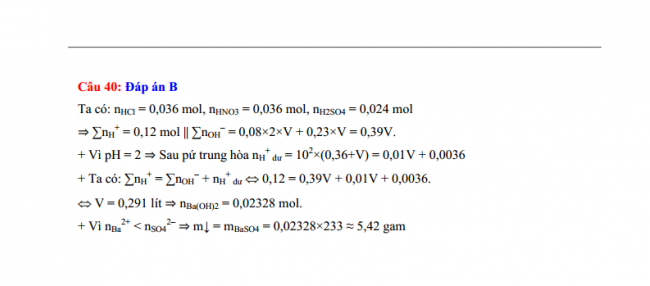 Câu 40: Đáp án B
Ta có: nHCl = 0,036 mol, nHNO3 = 0,036 mol, nH2SO4 = 0,024 mol
⇒ ∑nH⁺ = 0,12 mol || ∑nOH⁻ = 0,08×2×V + 0,23×V = 0,39V.
+ Vì pH = 2 ⇒ Sau pứ trung hòa nH⁺ dư = 10²×(0,36+V) = 0,01V + 0,0036
+ Ta có: ∑nH⁺ = ∑nOH⁻ + nH⁺ dư ⇔ 0,12 = 0,39V + 0,01V + 0,0036.
⇔ V = 0,291 lít ⇒ nBa(OH)2 = 0,02328 mol.
+ Vì nBa²⁺ < nSO4²⁻ ⇒ m↓ = mBaSO4 = 0,02328×233 ≈ 5,42 gam